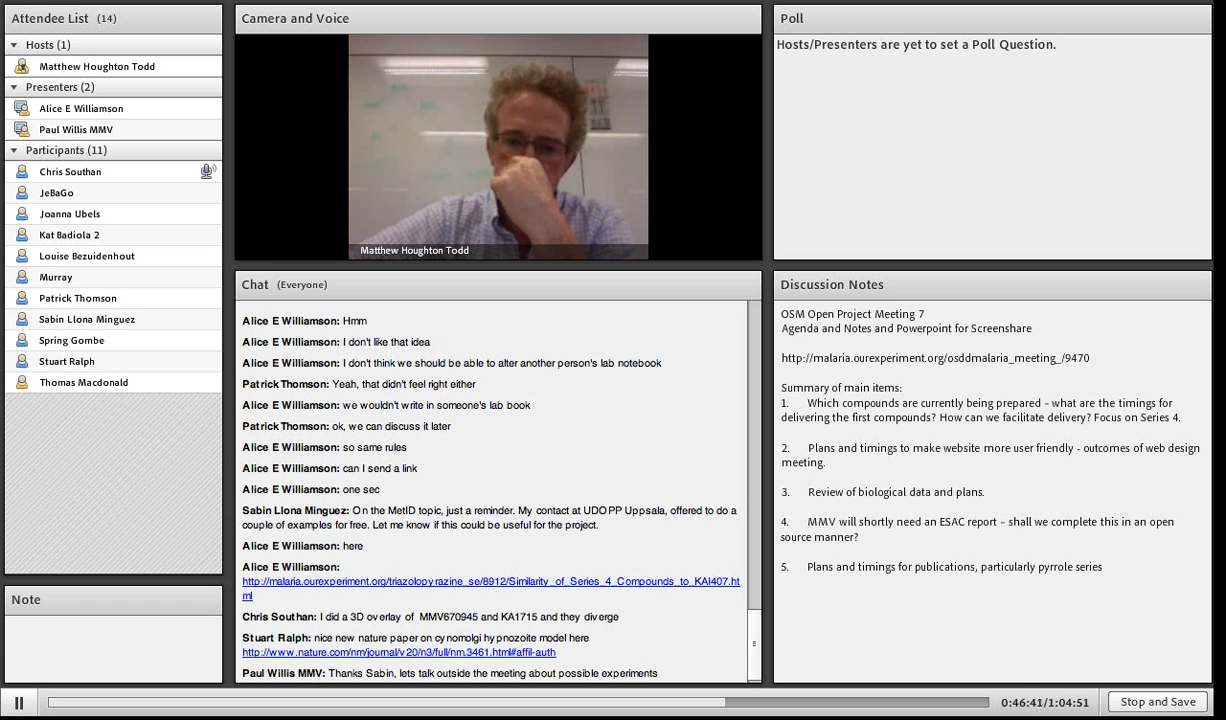 Attendee List (14)
Hosts (1)
Matthew Houghton Todd
Presenters (2)
Alice E Williamson
Paul Willis MMV
Participants (11)
Chris Southan
JeBaGo
Joanna Ubels
Kat Badiola 2
Louise Bezuidenhout
Murray
Patrick Thomson
Sabin Llona Minguez
Spring Gombe
Stuart Ralph
Thomas Macdonald
Note
Camera and Voice
Matthew Houghton Todd
Chat (Everyone)
Alice E Williamson: Hmm
Alice E Williamson: I don't like that idea
Alice E Williamson: I don't think we should be able to alter another person's lab notebook
Patrick Thomson: Yeah, that didn't feel right either
Alice E Williamson: we wouldn't write in someone's lab book
Patrick Thomson: ok, we can discuss it later
Alice E Williamson: so same rules
Alice E Williamson: can I send a link
Alice E Williamson: one sec
Sabin Llona Minguez: On the MetID topic, just a reminder. My contact at UDOPP Uppsala, offered to do a
couple of examples for free. Let me know if this could be useful for the project.
Alice E Williamson: here
Alice E Williamson:
http://malaria.ourexperiment.org/triazolopyrazine_se/8912/Similarity_of_Series_4_Compounds_to_KAI407.ht
ml
Chris Southan: I did a 3D overlay of MMV670945 and KA1715 and they diverge
Stuart Ralph: nice new nature paper on cynomolgi hypnozoite model here
http://www.nature.com/nm/journal/v20/n3/full/nm.3461.html#affil-auth
Paul Willis MMV: Thanks Sabin, lets talk outside the meeting about possible experiments
Poll
Hosts/Presenters are yet to set a Poll Question.
Discussion Notes
OSM Open Project Meeting 7
Agenda and Notes and Powerpoint for Screenshare
http://malaria.ourexperiment.org/osddmalaria_meeting_/9470
Summary of main items:
1. Which compounds are currently being prepared - what are the timings for
delivering the first compounds? How can we facilitate delivery? Focus on Series 4.
2. Plans and timings to make website more user friendly - outcomes of web design
meeting.
3. Review of biological data and plans.
4. MMV will shortly need an ESAC report - shall we complete this in an open
source manner?
5. Plans and timings for publications, particularly pyrrole series
0:46:41/1:04:51
Stop and Save